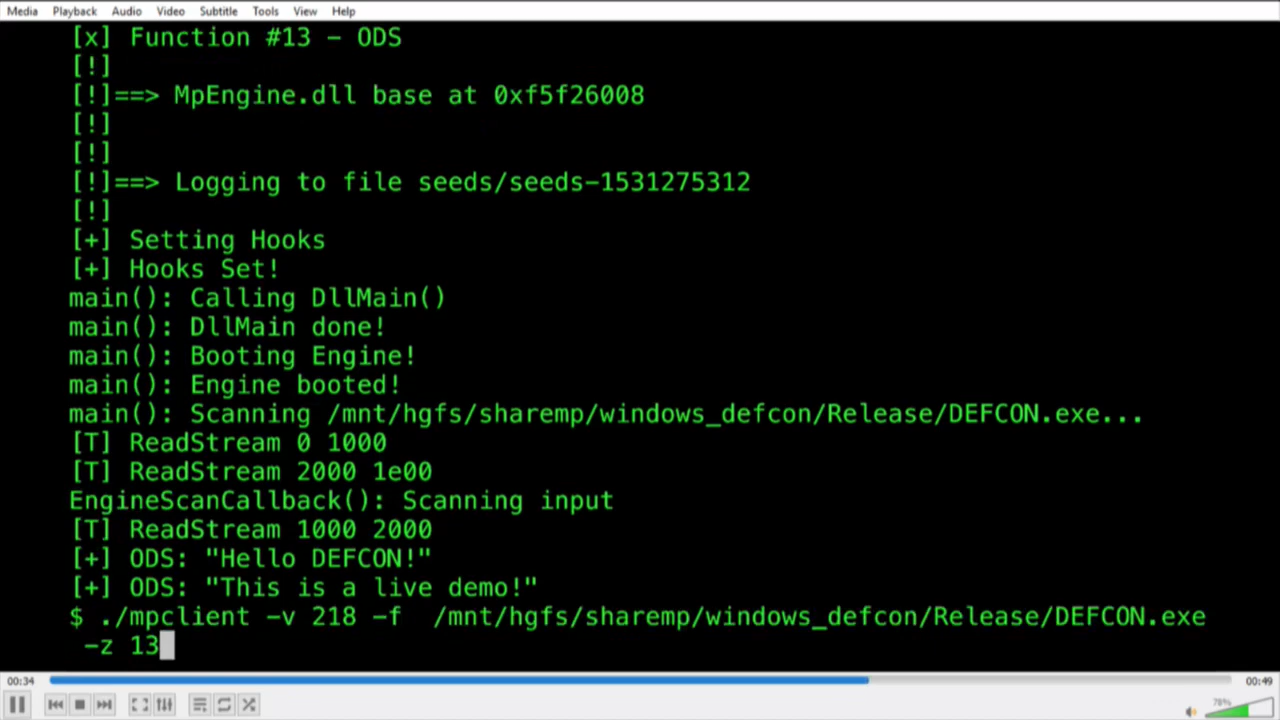 Media Playback Audio Video Subtitle Tools View Help
[x] Function #13 - ODS
[!]
[!]==> MpEngine.dll base at 0xf5f26008
[!]
[!]
[!]==> Logging to file seeds/seeds-1531275312
[!]
[+] Setting Hooks
[+] Hooks Set!
main(): Calling DllMain()
main(): DllMain done!
main(): Booting Engine!
main(): Engine booted!
main(): Scanning /mnt/hgfs/sharemp/windows_defcon/Release/DEFCON.exe...
[T] ReadStream 0 1000
[T] ReadStream 2000 1e00
EngineScanCallback(): Scanning input
[T] ReadStream 1000 2000
[+] ODS: "Hello DEFCON!"
[+] ODS: "This is a live demo!"
$ ./mpclient -v 218 -f  /mnt/hgfs/sharemp/windows_defcon/Release/DEFCON.exe
-z 13
00:34 00:49
78%